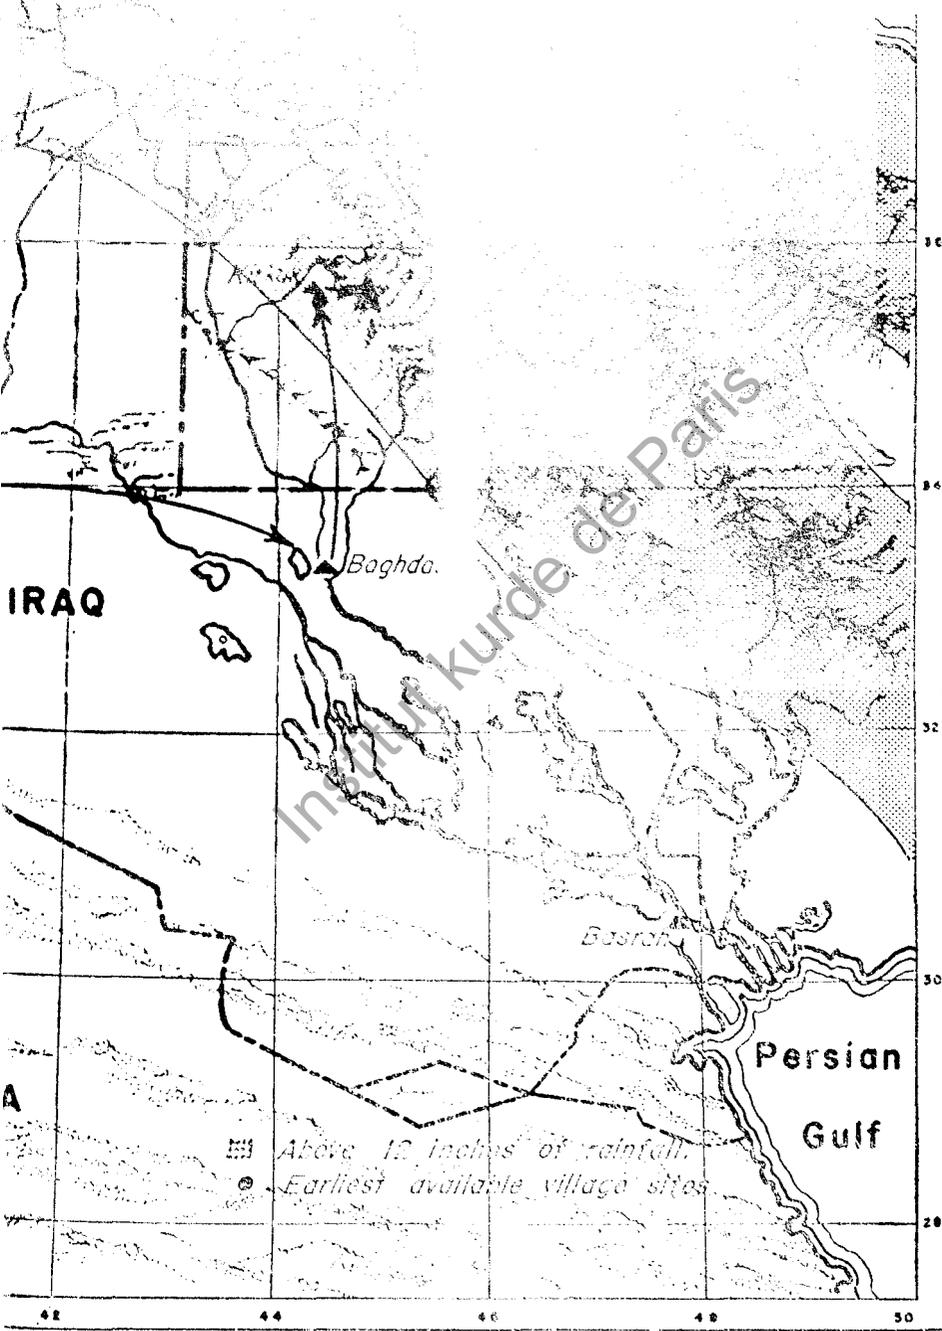 36
34
Baghda.
IRAQ
Institut kurde de Paris
32
Basrah
30
Persian
Gulf
A
Above 12 inches of rainfall.
Earliest available village sites.
28
42 44 46 48 50